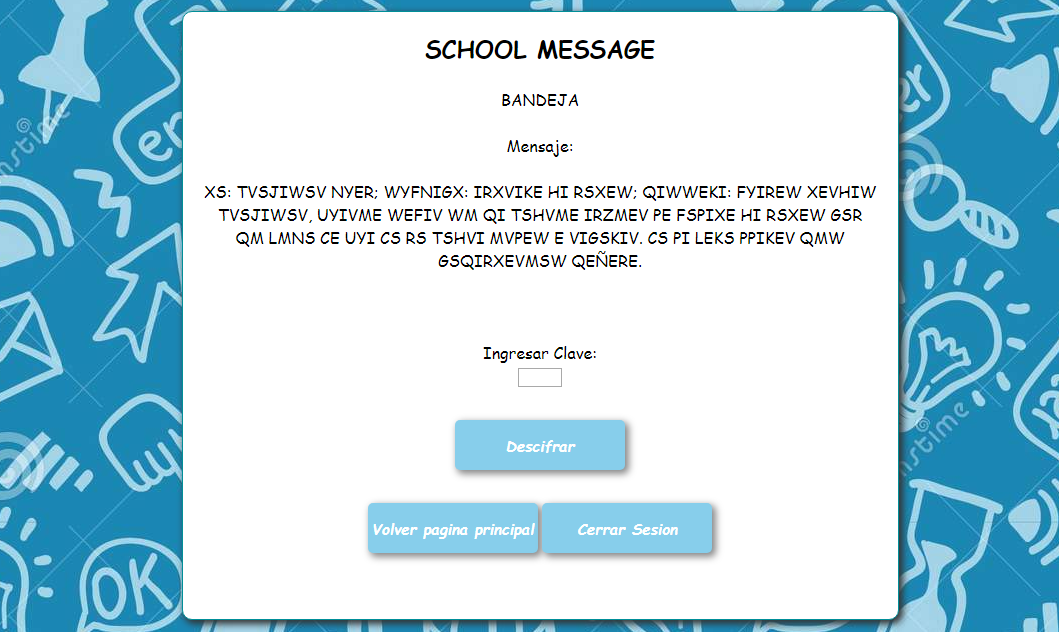 SCHOOL MESSAGE
BANDEJA
Mensaje:
XS: TVSJIWSV NYER; WYFNIGX: IRXVIKE HI RSXEW; QIWWEKI: FYIREW XEVHIW
TVSJIWSV, UYIVME WEFIV WM QI TSHVME IRZMEV PE FSPIXE HI RSXEW GSR
QM LMNS CE UYI CS RS TSHVI MVPEW E VIGSKIV. CS PI LEKS PPIKEV QMW
GSQIRXEVMSW QEÑERE.
Ingresar Clave:
Descifrar
Volver pagina principal Cerrar Sesion
OK